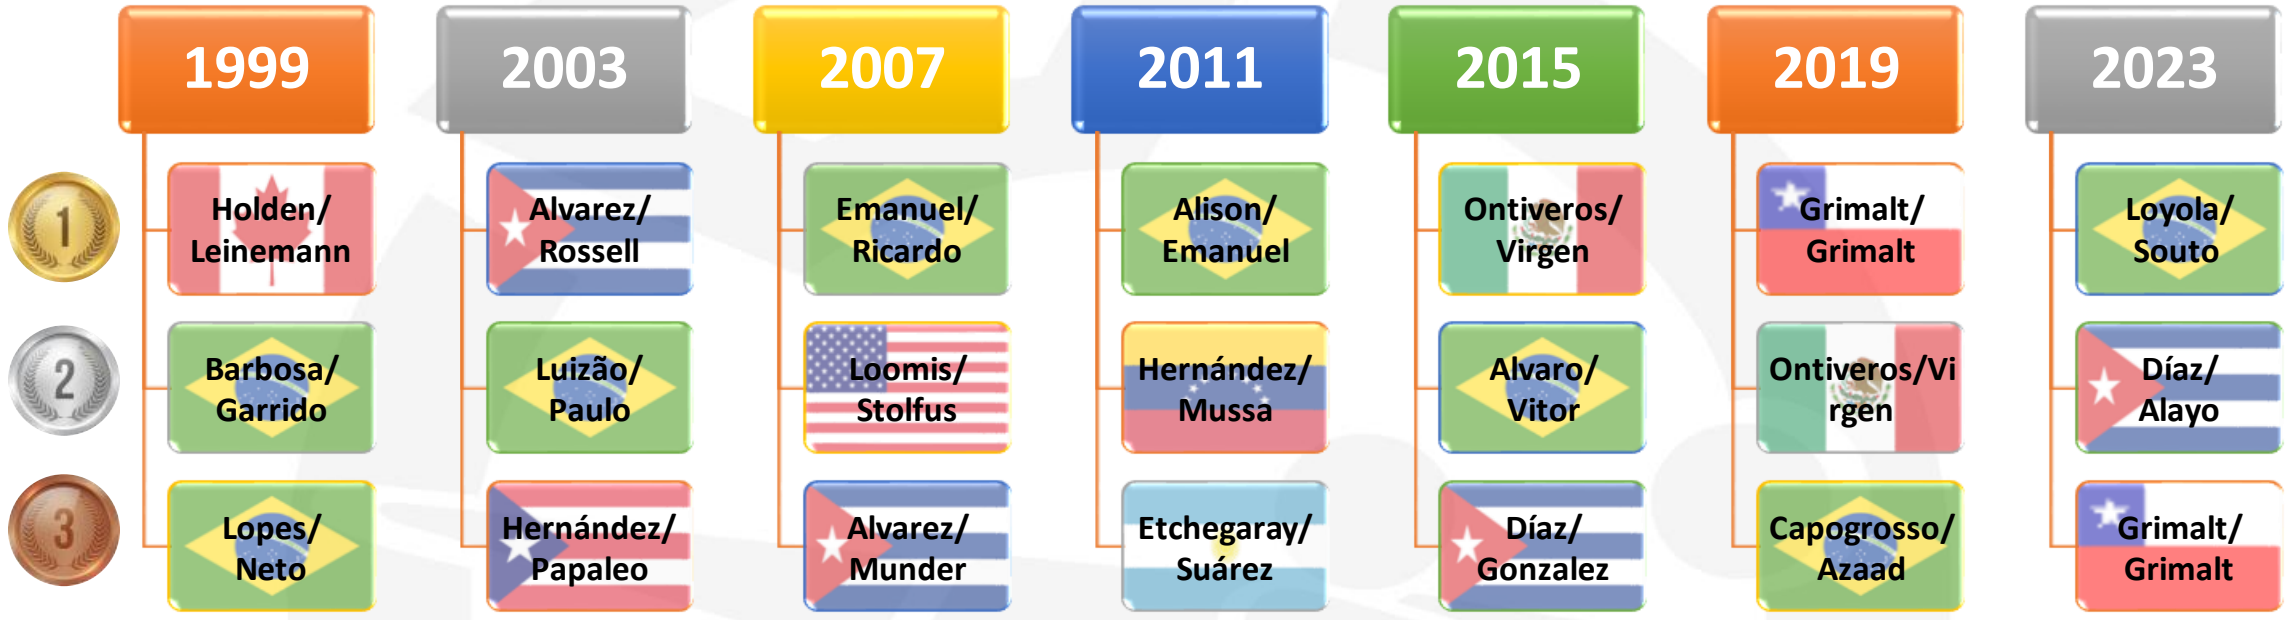 1999
2003
2007
2011
2015
2019
2023
1
Holden/
Leinemann
Alvarez/
Rossell
Emanuel/
Ricardo
Alison/
Emanuel
Ontiveros/
Virgen
Grimalt/
Grimalt
Loyola/
Souto
2
Barbosa/
Garrido
Luizão/
Paulo
Loomis/
Stolfus
Hernández/
Mussa
Alvaro/
Vitor
Ontiveros/Vi
rgen
Díaz/
Alayo
3
Lopes/
Neto
Hernández/
Papaleo
Alvarez/
Munder
Etchegaray/
Suárez
Díaz/
Gonzalez
Capogrosso/
Azaad
Grimalt/
Grimalt